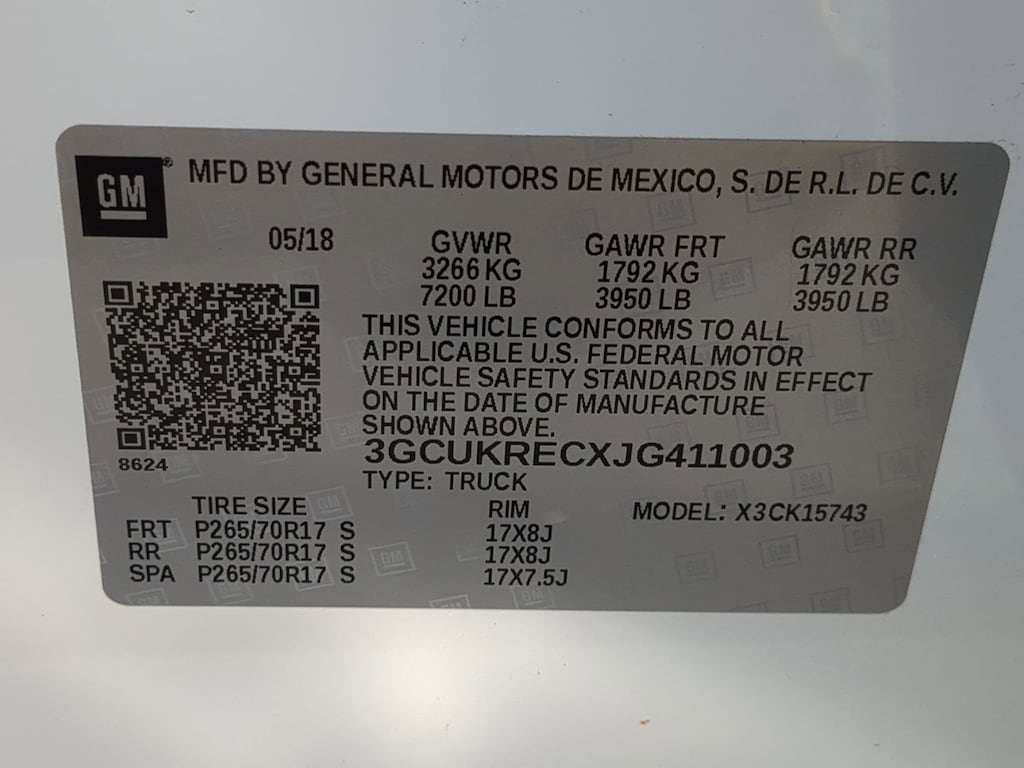 GM ® MFD BY GENERAL MOTORS DE MEXICO, S. DE R.L. DE C.V.
05/18 GVWR GAWR FRT GAWR RR
3266 KG 1792 KG 1792 KG
7200 LB 3950 LB 3950 LB
THIS VEHICLE CONFORMS TO ALL
APPLICABLE U.S. FEDERAL MOTOR
VEHICLE SAFETY STANDARDS IN EFFECT
ON THE DATE OF MANUFACTURE
SHOWN ABOVE.
3GCUKRECXJG411003
8624
TYPE: TRUCK
TIRE SIZE RIM MODEL: X3CK15743
FRT P265/70R17 S 17X8J
RR P265/70R17 S 17X8J
SPA P265/70R17 S 17X7.5J